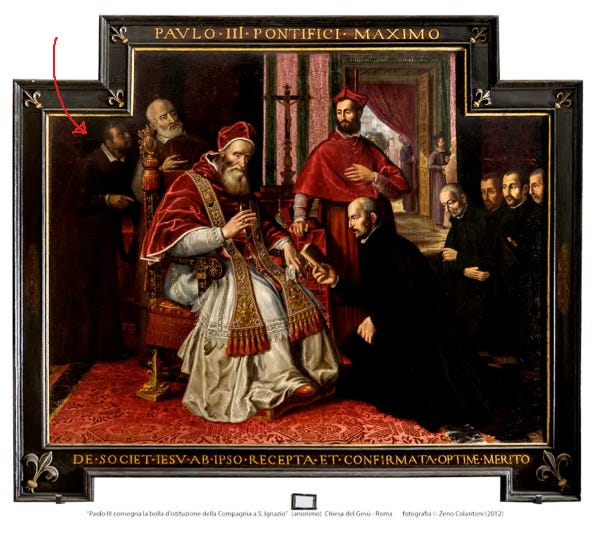 PAVLO · III · PONTIFICI · MAXIMO
DE · SOCIET · IESV · AB · IPSO · RECEPTA · ET · CONFIRMATA · OPTIME · MERITO
"Paolo III consegna la bolla d'istituzione della Compagnia a S. Ignazio" (anonimo) Chiesa del Gesù - Roma fotografia © Zeno Colantoni (2012)